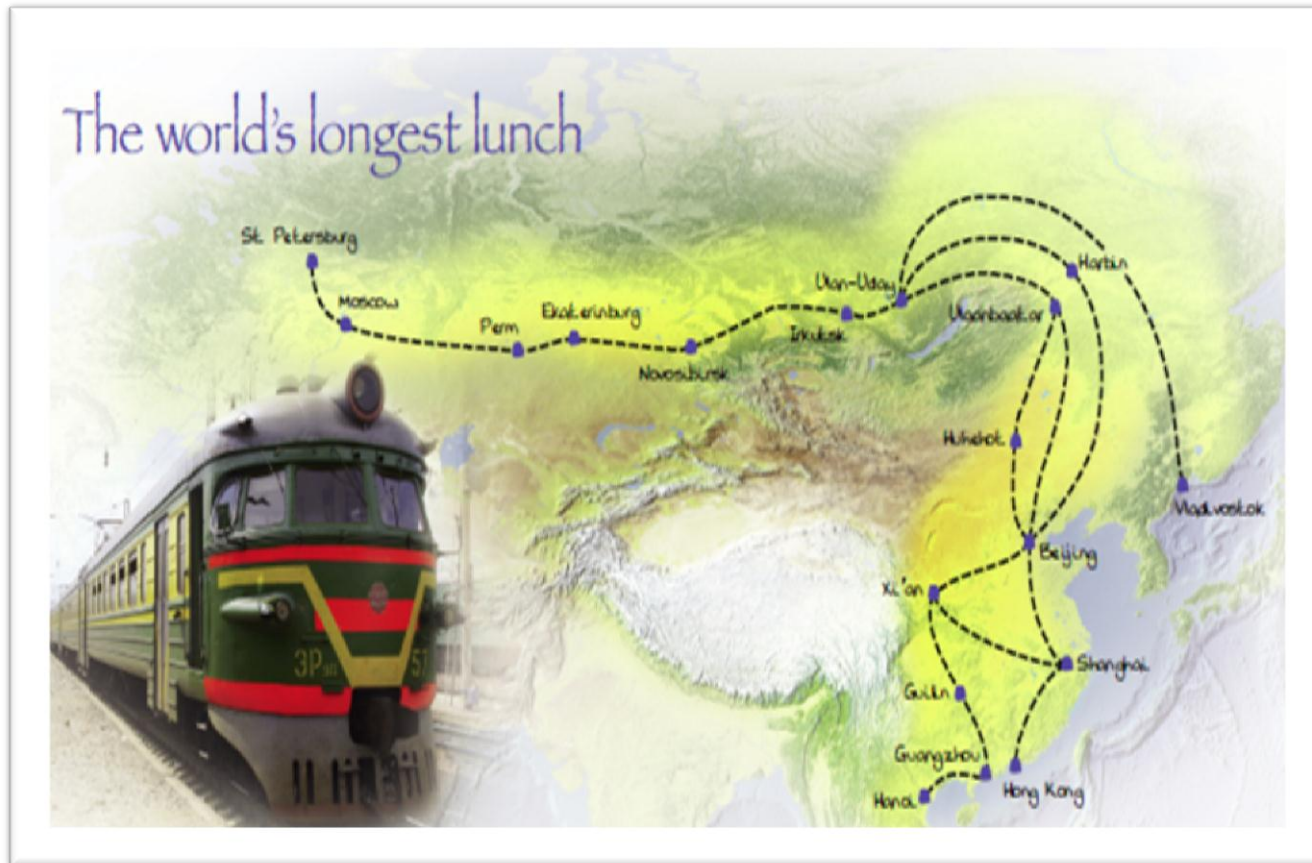 The world's longest lunch
St. Petersburg
Moscow
Perm
Ekaterinburg
Novosibirsk
Irkutsk
Ulan-Uday
Harbin
Ulaanbaatar
Huhehot
Vladivostok
Beijing
Xi'an
Shanghai
Guilin
Guangzhou
Hong Kong
Hanoi
ЭР 57